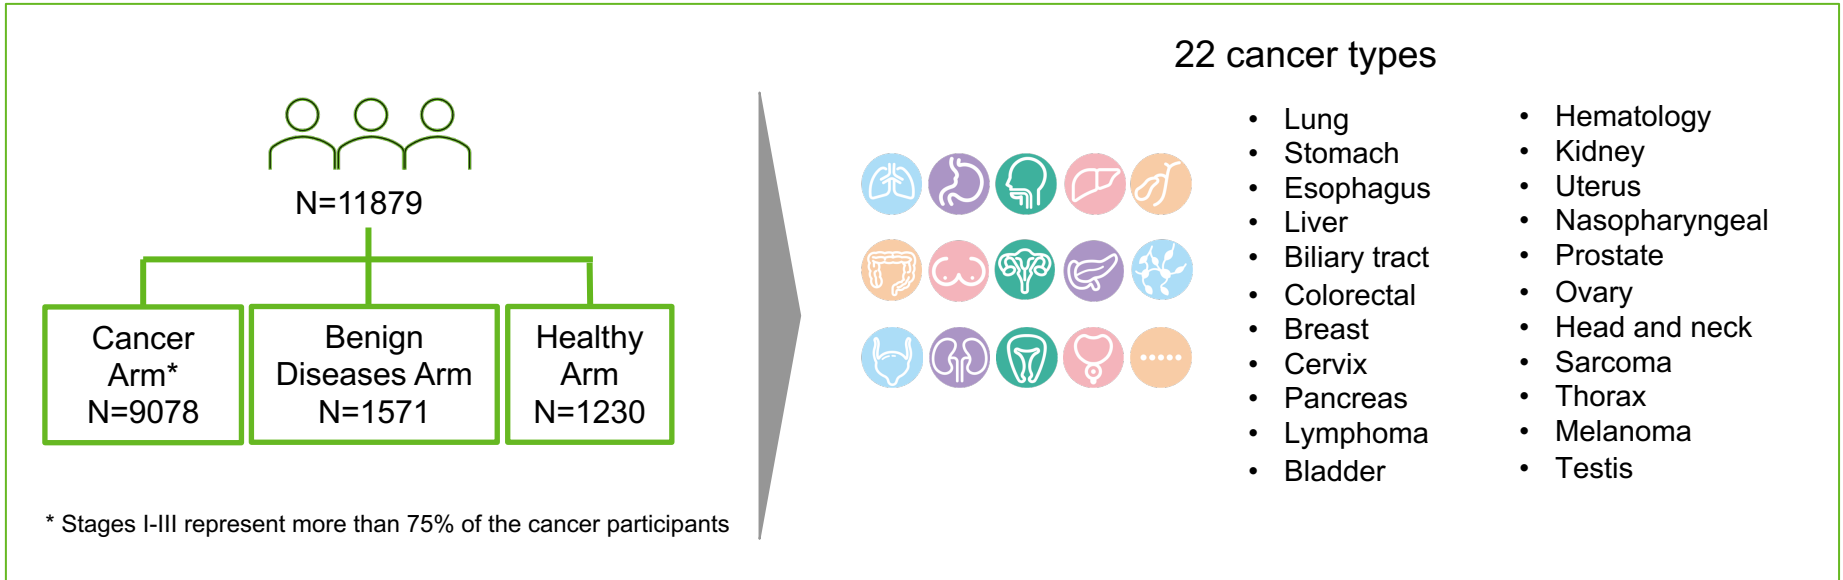 22 cancer types
N=11879
Cancer
Arm*
N=9078
Benign
Diseases Arm
N=1571
Healthy
Arm
N=1230
* Stages I-III represent more than 75% of the cancer participants
• Lung
• Stomach
• Esophagus
• Liver
• Biliary tract
• Colorectal
• Breast
• Cervix
• Pancreas
• Lymphoma
• Bladder
• Hematology
• Kidney
• Uterus
• Nasopharyngeal
• Prostate
• Ovary
• Head and neck
• Sarcoma
• Thorax
• Melanoma
• Testis